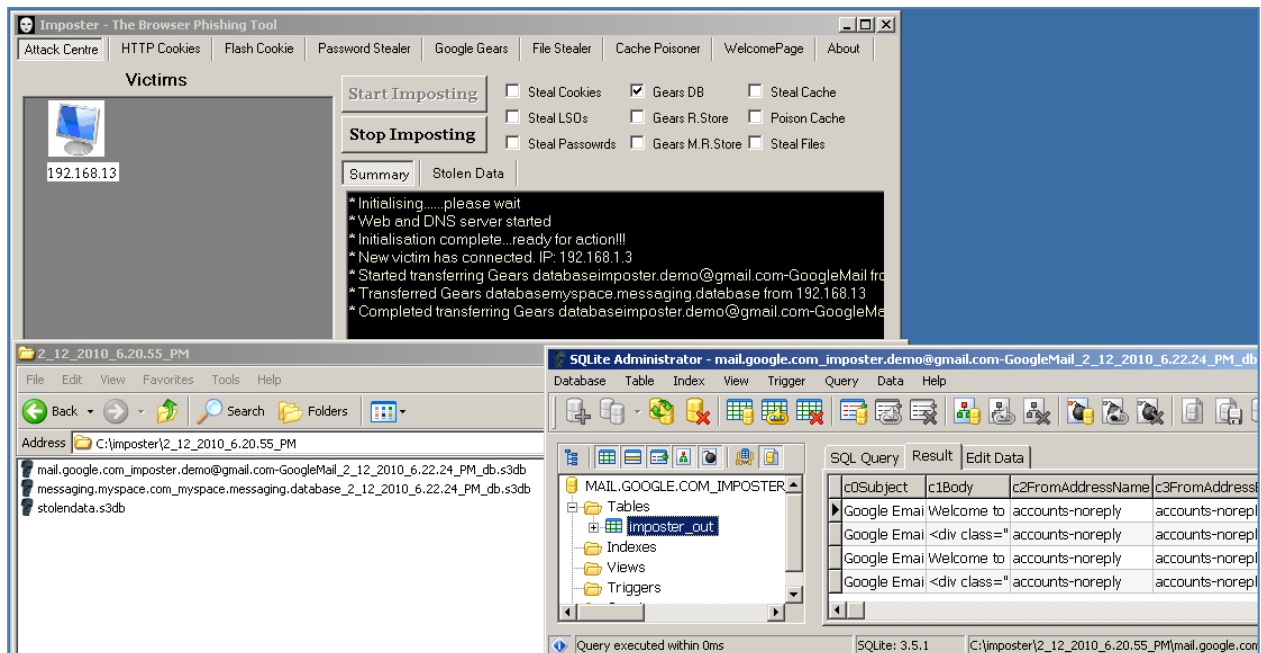 Imposter - The Browser Phishing Tool
Attack Centre HTTP Cookies Flash Cookie Password Stealer Google Gears File Stealer Cache Poisoner WelcomePage About
Victims
192.168.13
Start Imposting
Stop Imposting
Steal Cookies Gears DB Steal Cache
Steal LSOs Gears R.Store Poison Cache
Steal Passowrds Gears M.R.Store Steal Files
Summary Stolen Data
* Initialising......please wait
* Web and DNS server started
* Initialisation complete...ready for action!!!
* New victim has connected. IP: 192.168.1.3
* Started transferring Gears databaseimposter.demo@gmail.com-GoogleMail frc
* Transferred Gears databasemyspace.messaging.database from 192.168.13
* Completed transferring Gears databaseimposter.demo@gmail.com-GoogleMa
2_12_2010_6.20.55_PM
File Edit View Favorites Tools Help
Back Search Folders
Address C:\imposter\2_12_2010_6.20.55_PM
mail.google.com_imposter.demo@gmail.com-GoogleMail_2_12_2010_6.22.24_PM_db.s3db
messaging.myspace.com_myspace.messaging.database_2_12_2010_6.22.24_PM_db.s3db
stolendata.s3db
SQLite Administrator - mail.google.com_imposter.demo@gmail.com-GoogleMail_2_12_2010_6.22.24_PM_db
Database Table Index View Trigger Query Data Help
MAIL.GOOGLE.COM_IMPOSTER
Tables
imposter_out
Indexes
Views
Triggers
SQL Query Result Edit Data
c0Subject c1Body c2FromAddressName c3FromAddressE
Google Emai Welcome to accounts-noreply accounts-norepl
Google Emai <div class=" accounts-noreply accounts-norepl
Google Emai Welcome to accounts-noreply accounts-norepl
Google Emai <div class=" accounts-noreply accounts-norepl
Query executed within 0ms SQLite: 3.5.1 C:\imposter\2_12_2010_6.20.55_PM\mail.google.con